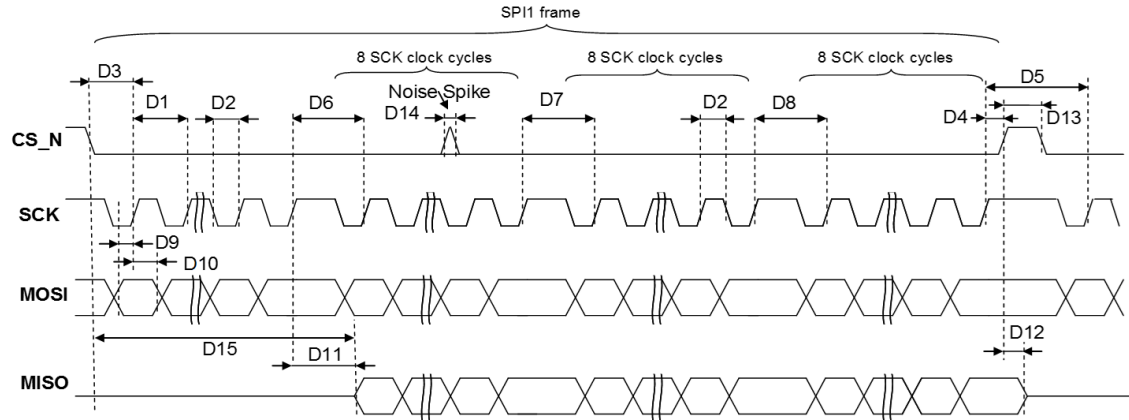 SPI1 frame
8 SCK clock cycles 8 SCK clock cycles 8 SCK clock cycles
D3 D5
Noise Spike
D1 D2 D6 D14 D7 D2 D8 D4 D13
CS_N
SCK
D9
D10
MOSI
D15 D11 D12
MISO